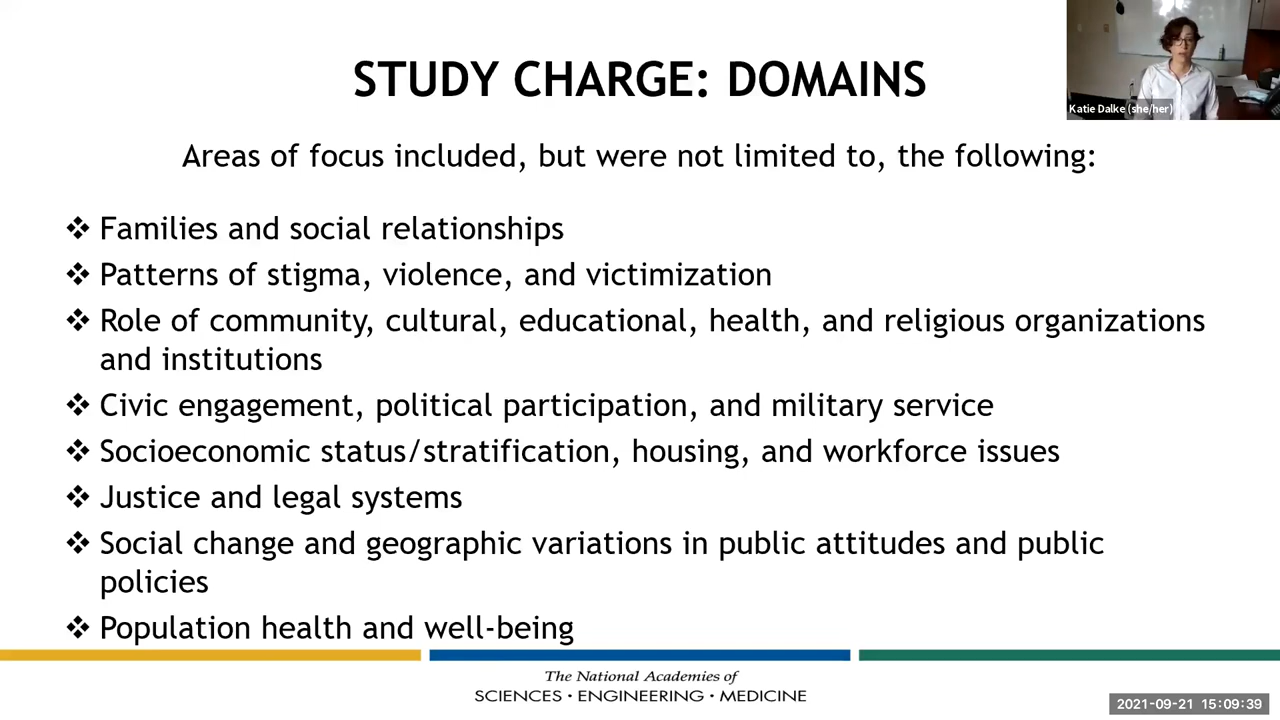 STUDY CHARGE: DOMAINS
Katie Dalke (she/her)
Areas of focus included, but were not limited to, the following:
❖ Families and social relationships
❖ Patterns of stigma, violence, and victimization
❖ Role of community, cultural, educational, health, and religious organizations
and institutions
❖ Civic engagement, political participation, and military service
❖ Socioeconomic status/stratification, housing, and workforce issues
❖ Justice and legal systems
❖ Social change and geographic variations in public attitudes and public
policies
❖ Population health and well-being
The National Academies of
SCIENCES • ENGINEERING • MEDICINE
2021-09-21 15:09:39